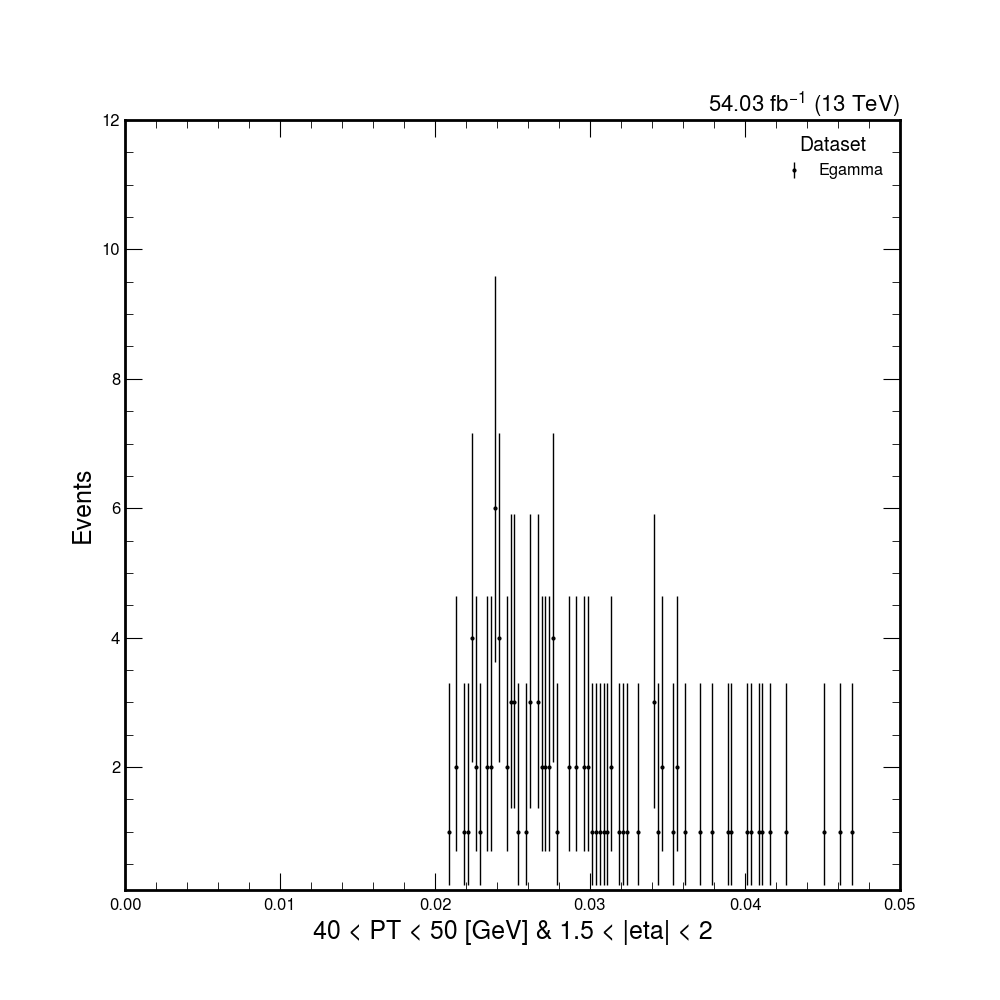 54.03 fb⁻¹ (13 TeV)
Dataset
Egamma
12
10
8
6
4
2
Events
0.00 0.01 0.02 0.03 0.04 0.05
40 < PT < 50 [GeV] & 1.5 < |eta| < 2